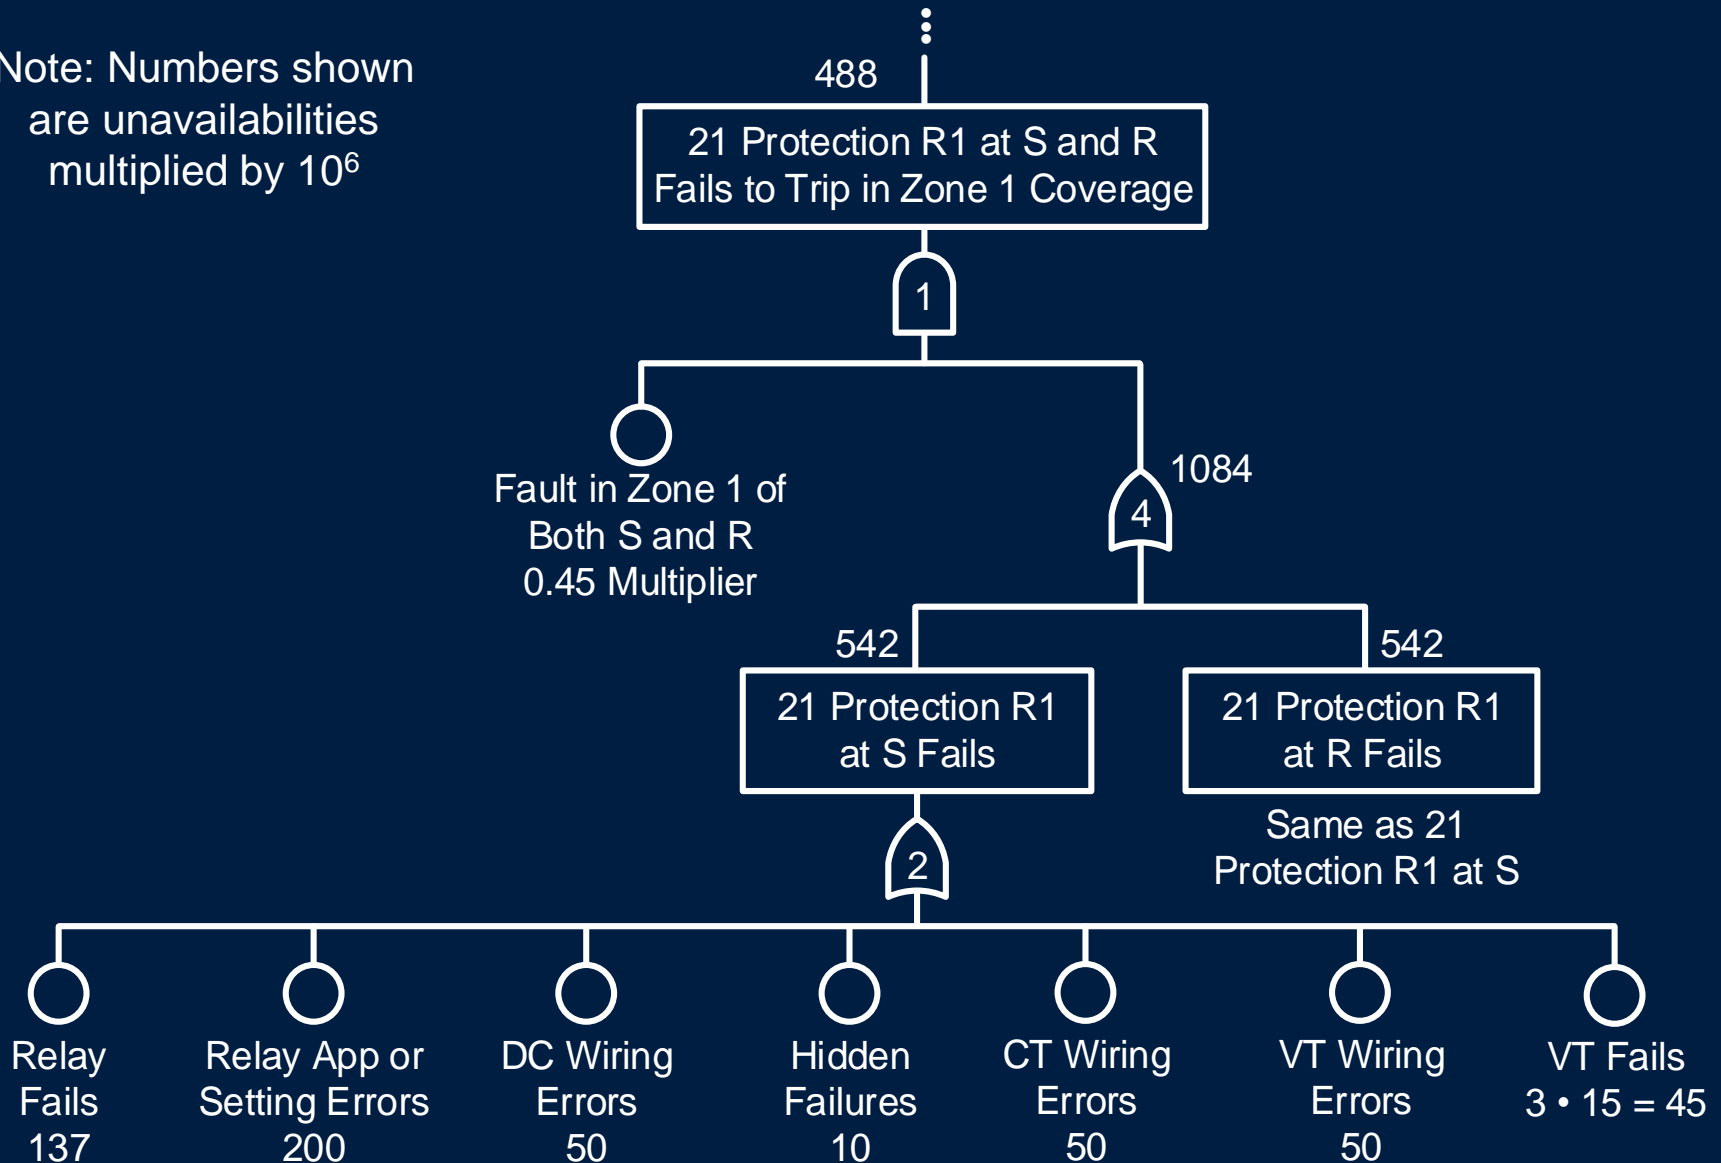 Note: Numbers shown
are unavailabilities
multiplied by 10⁶
488
21 Protection R1 at S and R
Fails to Trip in Zone 1 Coverage
1
Fault in Zone 1 of
Both S and R
0.45 Multiplier
1084
4
542
21 Protection R1
at S Fails
542
21 Protection R1
at R Fails
Same as 21
Protection R1 at S
2
Relay
Fails
137
Relay App or
Setting Errors
200
DC Wiring
Errors
50
Hidden
Failures
10
CT Wiring
Errors
50
VT Wiring
Errors
50
VT Fails
3 • 15 = 45